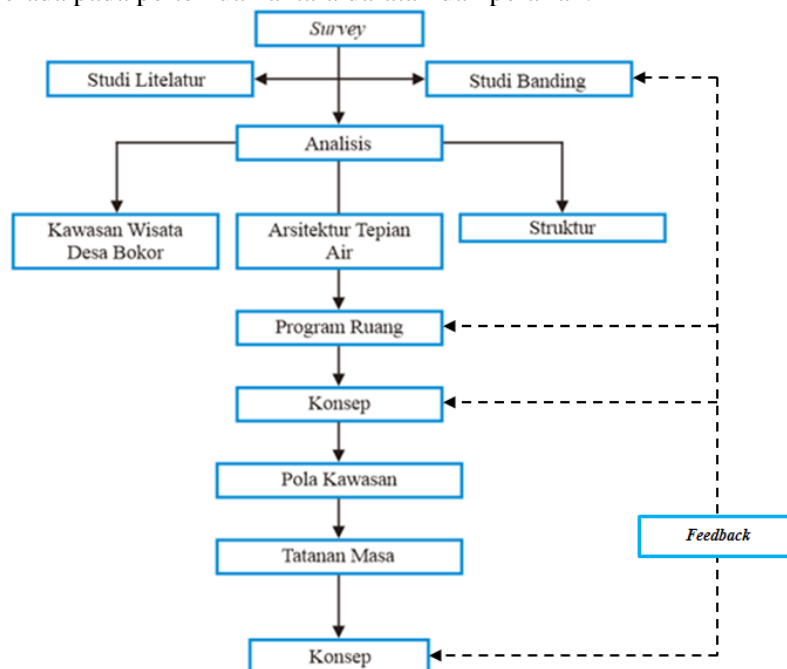 Survey
Studi Litelatur
Studi Banding
Analisis
Kawasan Wisata
Desa Bokor
Arsitektur Tepian
Air
Struktur
Program Ruang
Konsep
Pola Kawasan
Feedback
Tatanan Masa
Konsep